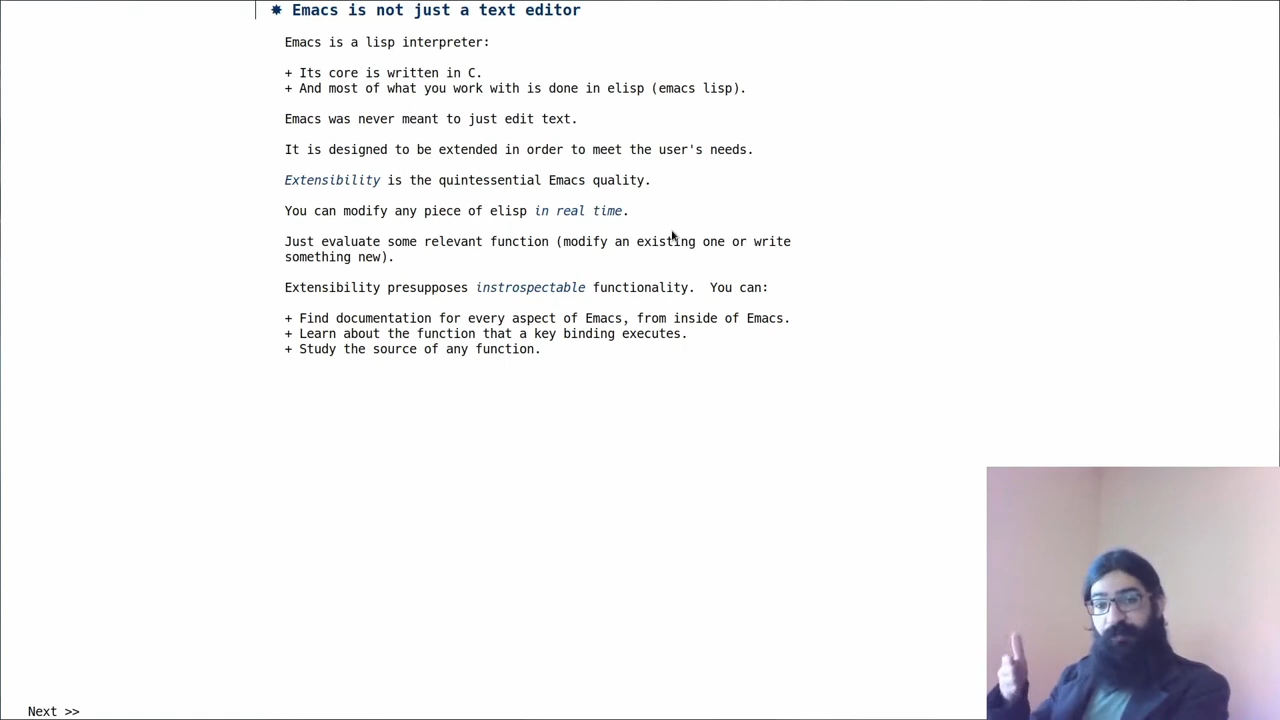 ✸ Emacs is not just a text editor
Emacs is a lisp interpreter:
+ Its core is written in C.
+ And most of what you work with is done in elisp (emacs lisp).
Emacs was never meant to just edit text.
It is designed to be extended in order to meet the user's needs.
Extensibility is the quintessential Emacs quality.
You can modify any piece of elisp in real time.
Just evaluate some relevant function (modify an existing one or write
something new).
Extensibility presupposes instrospectable functionality.  You can:
+ Find documentation for every aspect of Emacs, from inside of Emacs.
+ Learn about the function that a key binding executes.
+ Study the source of any function.
Next >>